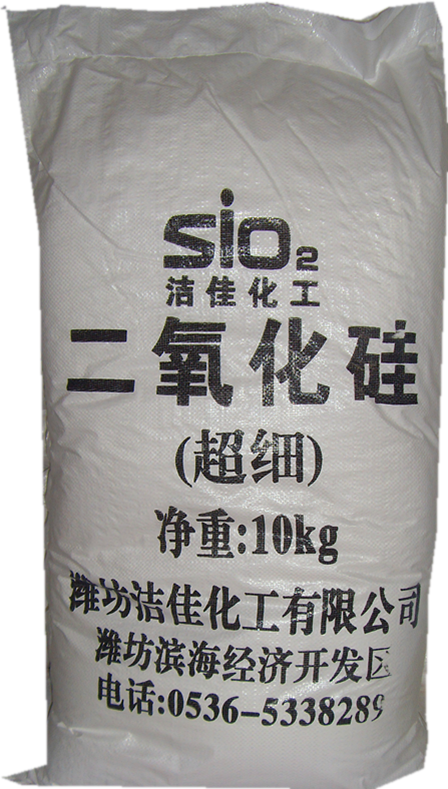 sio₂
洁佳化工
二氧化硅
(超细)
净重:10kg
潍坊洁佳化工有限公司
潍坊滨海经济开发区
电话:0536-5338289